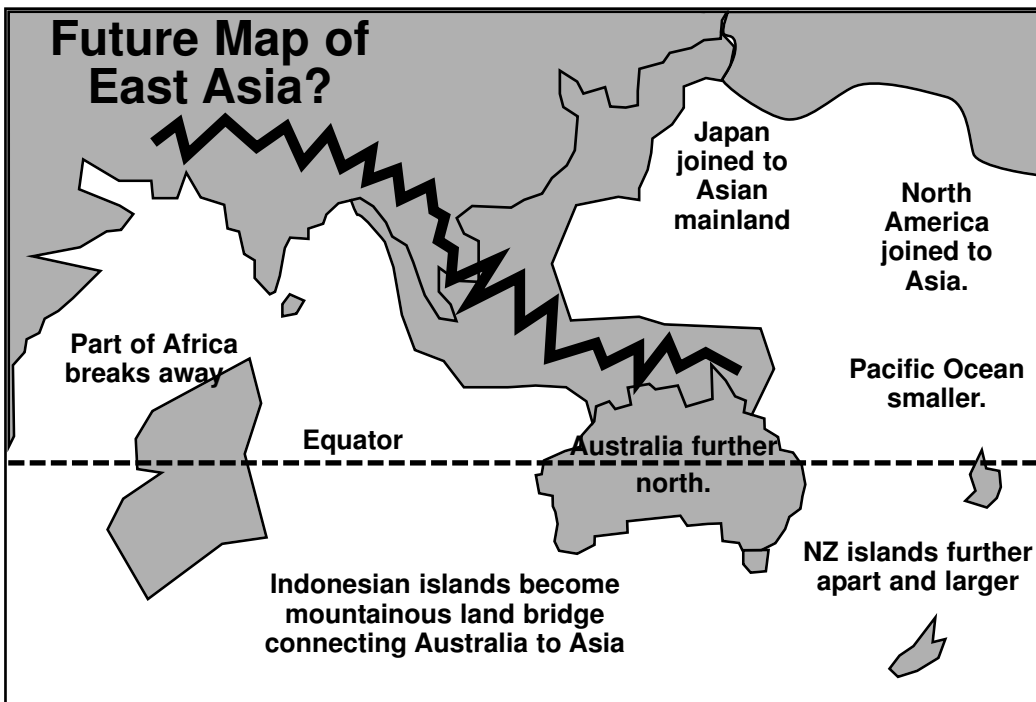 Future Map of
East Asia?
Japan
joined to
Asian
mainland
North
America
joined to
Asia.
Part of Africa
breaks away
Pacific Ocean
smaller.
Equator
Australia further
north.
NZ islands further
apart and larger
Indonesian islands become
mountainous land bridge
connecting Australia to Asia